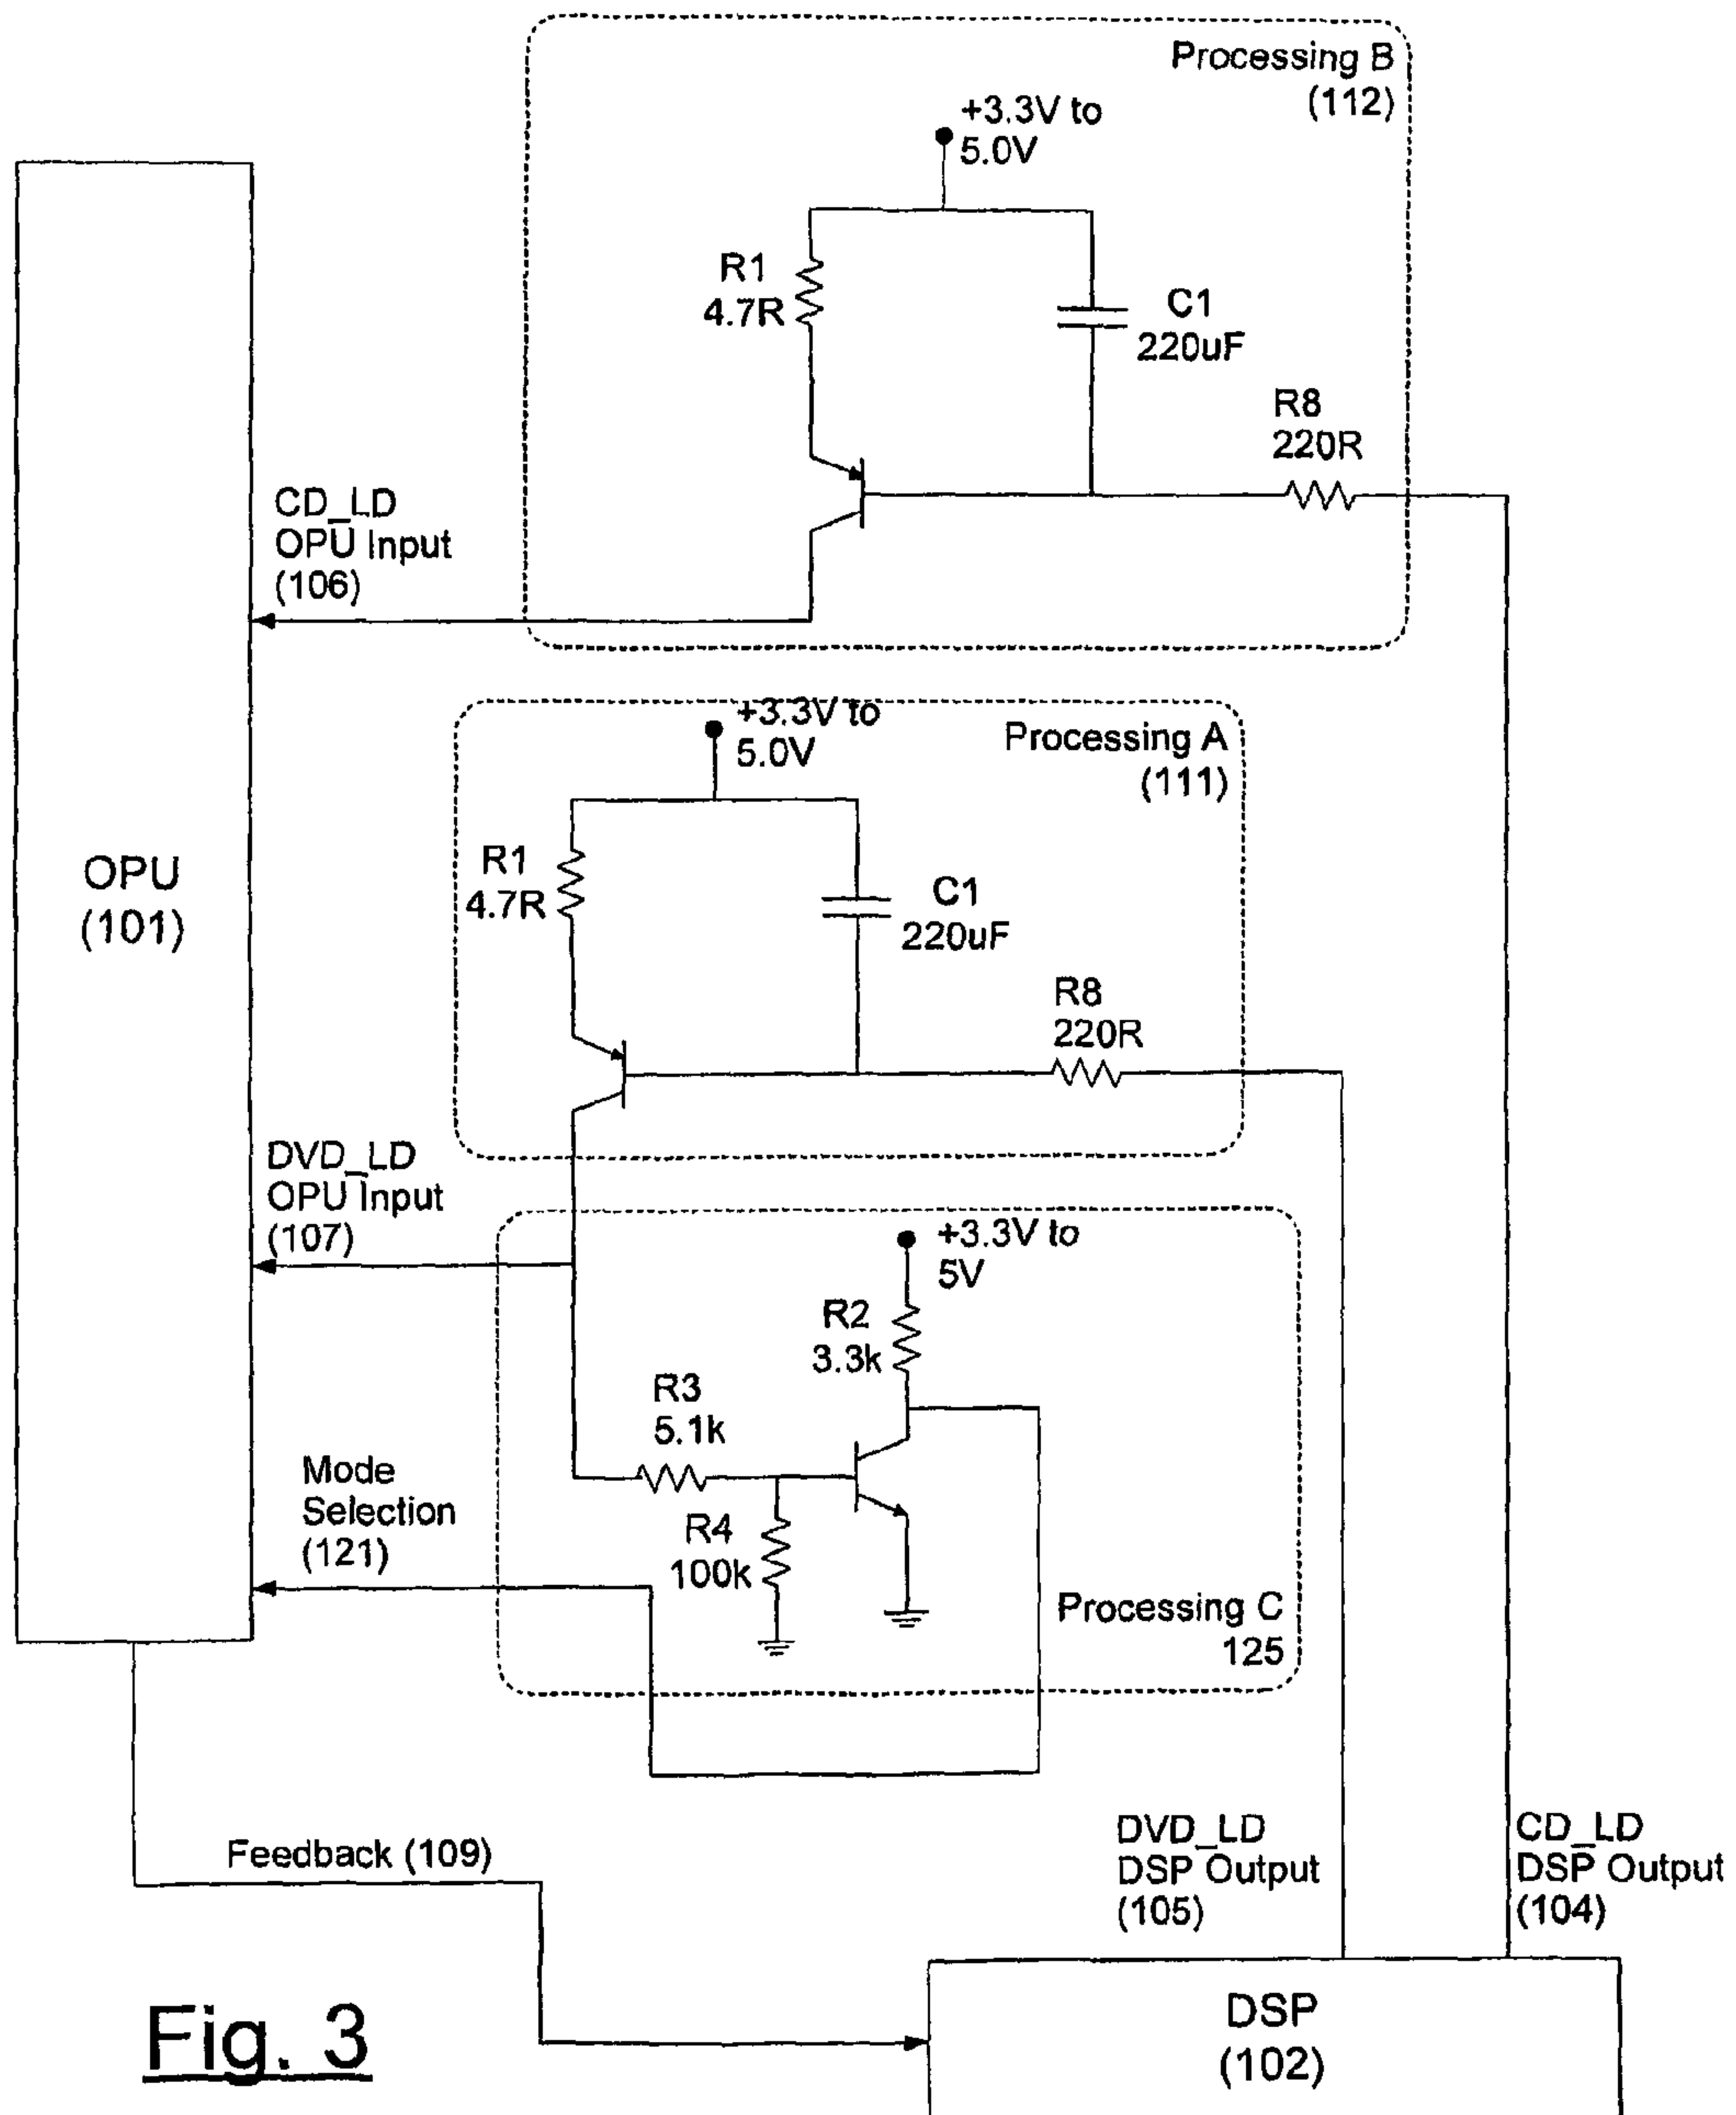 Processing B
(112)
+3.3V to
5.0V
R1
4.7R
C1
220uF
R8
220R
CD_LD
OPU Input
(106)
+3.3V to
5.0V
Processing A
(111)
R1
4.7R
C1
220uF
OPU
(101)
R8
220R
DVD_LD
OPU Input
(107)
+3.3V to
5V
R2
3.3k
R3
5.1k
Mode
Selection
(121)
R4
100k
Processing C
125
Feedback (109)
DVD_LD
DSP Output
(105)
CD_LD
DSP Output
(104)
DSP
(102)
Fig. 3